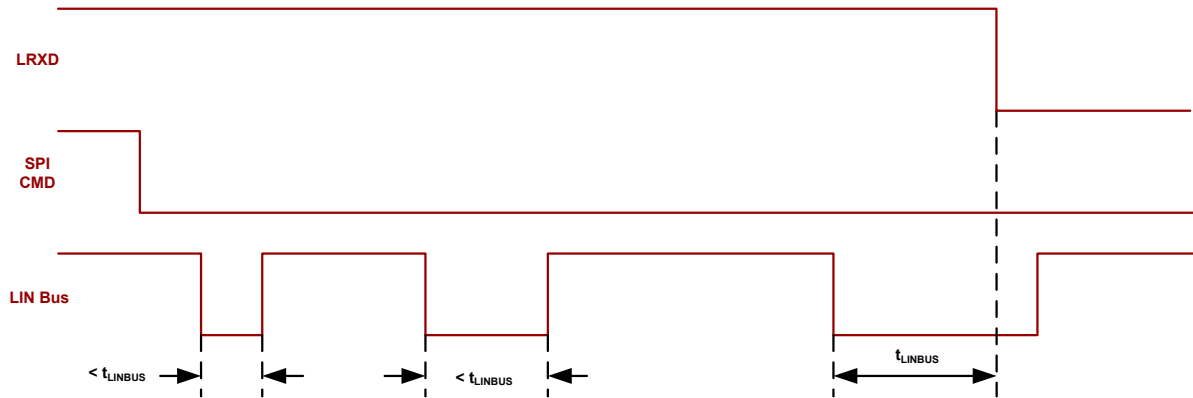 LRXD
SPI
CMD
LIN Bus
< tLINBUS
< tLINBUS
tLINBUS